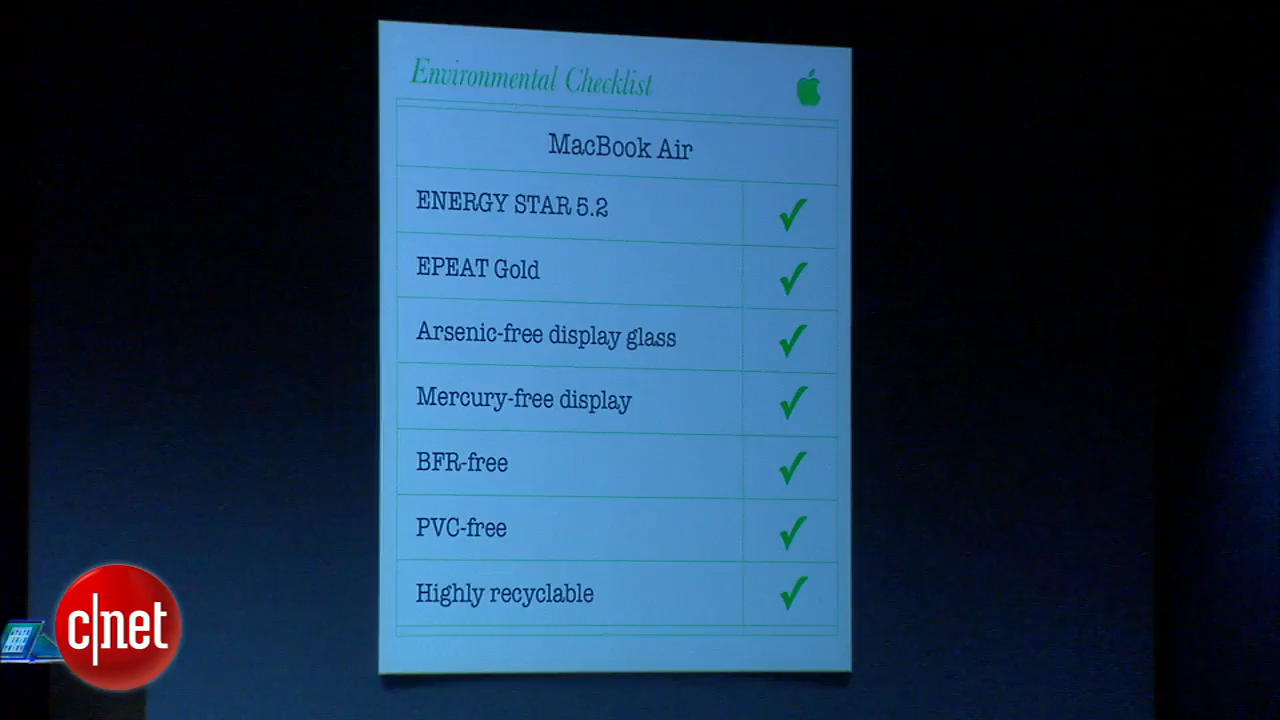 Environmental Checklist
MacBook Air
ENERGY STAR 5.2 ✓
EPEAT Gold ✓
Arsenic-free display glass ✓
Mercury-free display ✓
BFR-free ✓
PVC-free ✓
Highly recyclable ✓
c|net